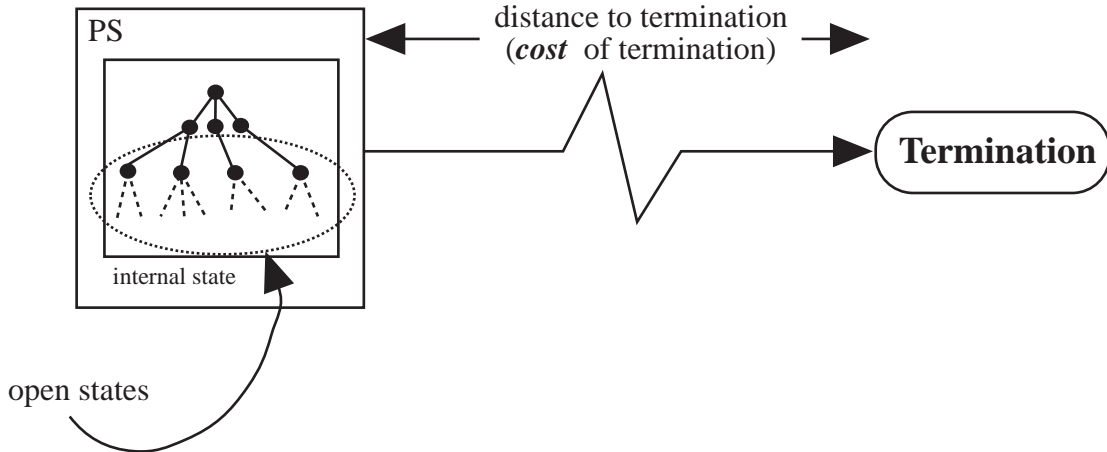 PS
distance to termination
(cost of termination)
Termination
internal state
open states